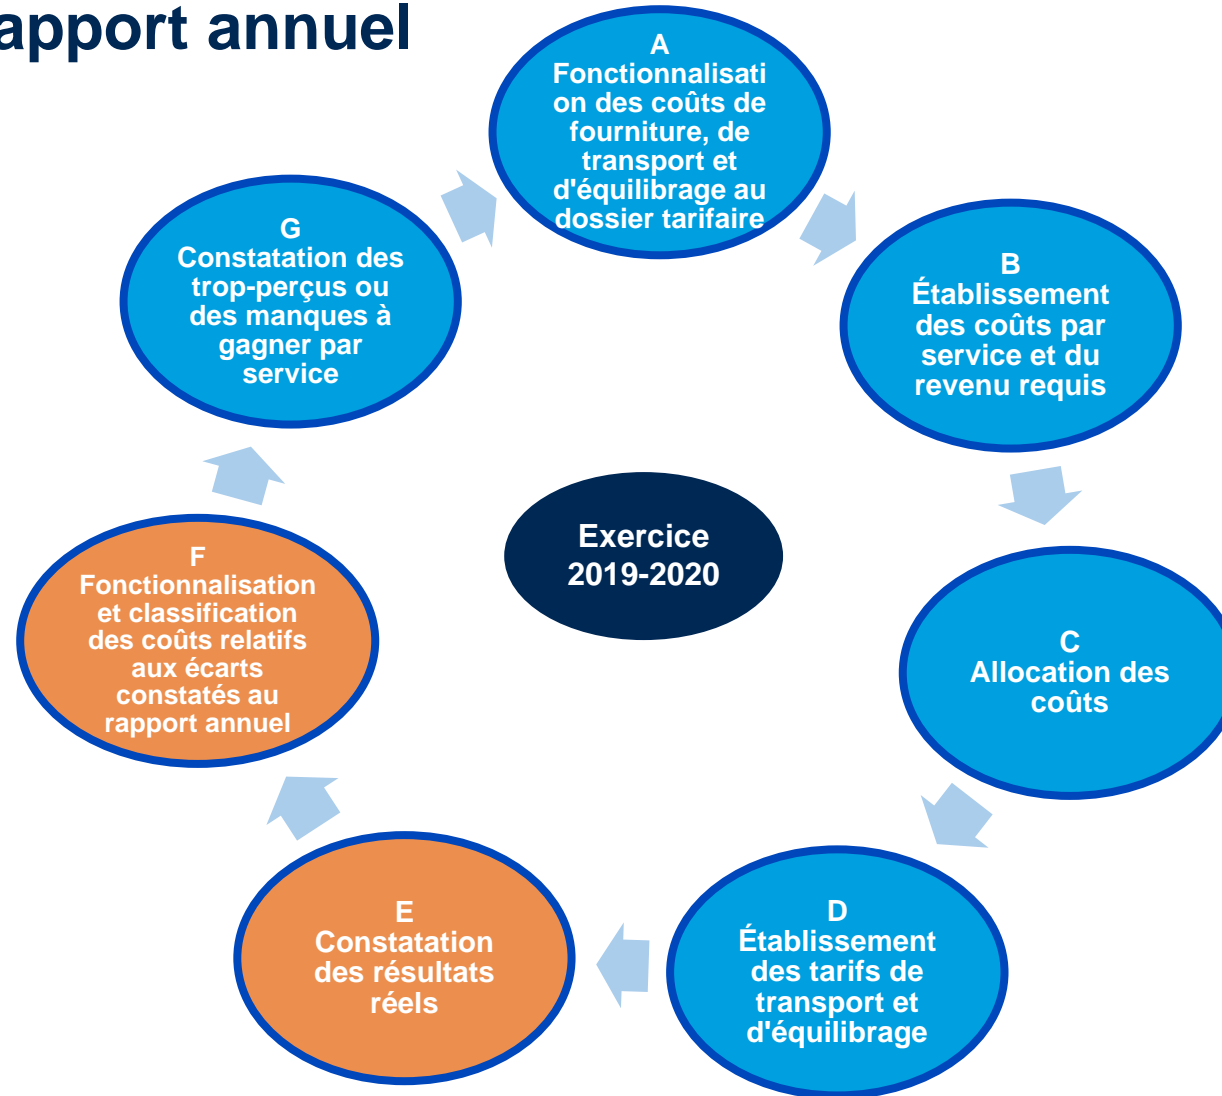 apport annuel
A
Fonctionnalisati
on des coûts de
fourniture, de
transport et
d'équilibrage au
dossier tarifaire
B
Établissement
des coûts par
service et du
revenu requis
C
Allocation des
coûts
D
Établissement
des tarifs de
transport et
d'équilibrage
E
Constatation
des résultats
réels
F
Fonctionnalisation
et classification
des coûts relatifs
aux écarts
constatés au
rapport annuel
G
Constatation des
trop-perçus ou
des manques à
gagner par
service
Exercice
2019-2020